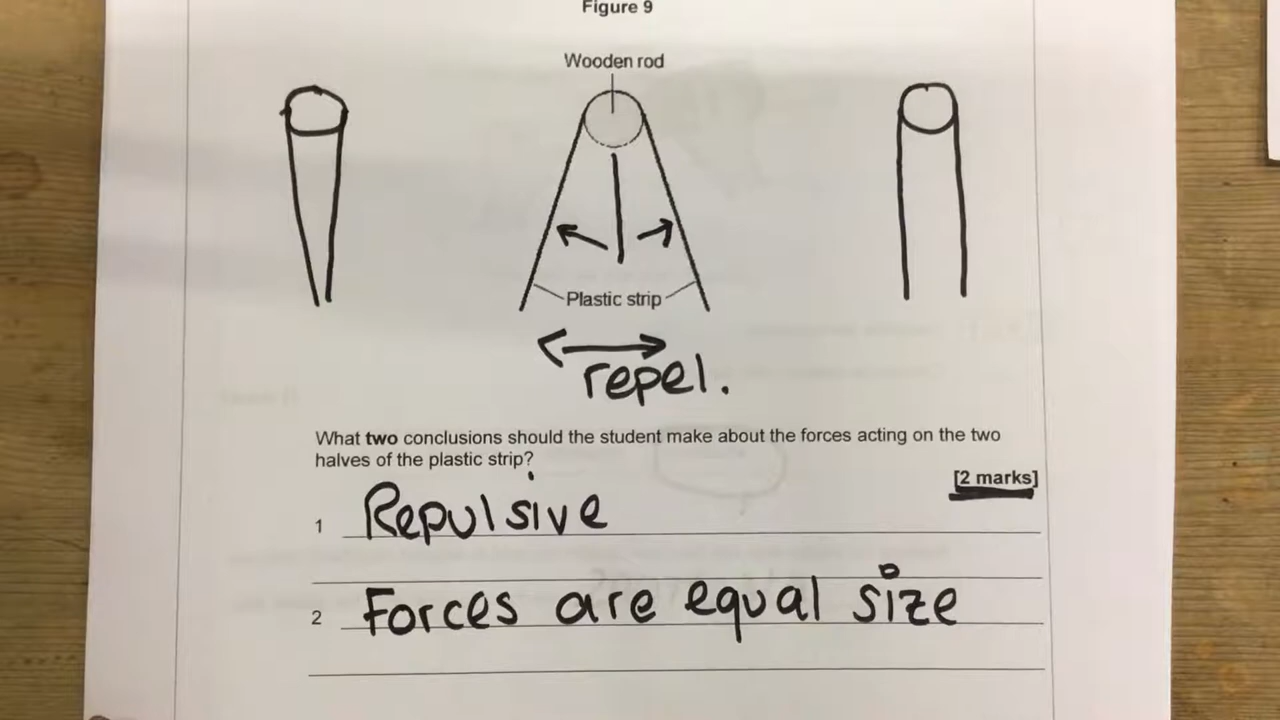 Figure 9
Wooden rod
Plastic strip
repel.
What two conclusions should the student make about the forces acting on the two
halves of the plastic strip?
[2 marks]
1 Repulsive
2 Forces are equal size